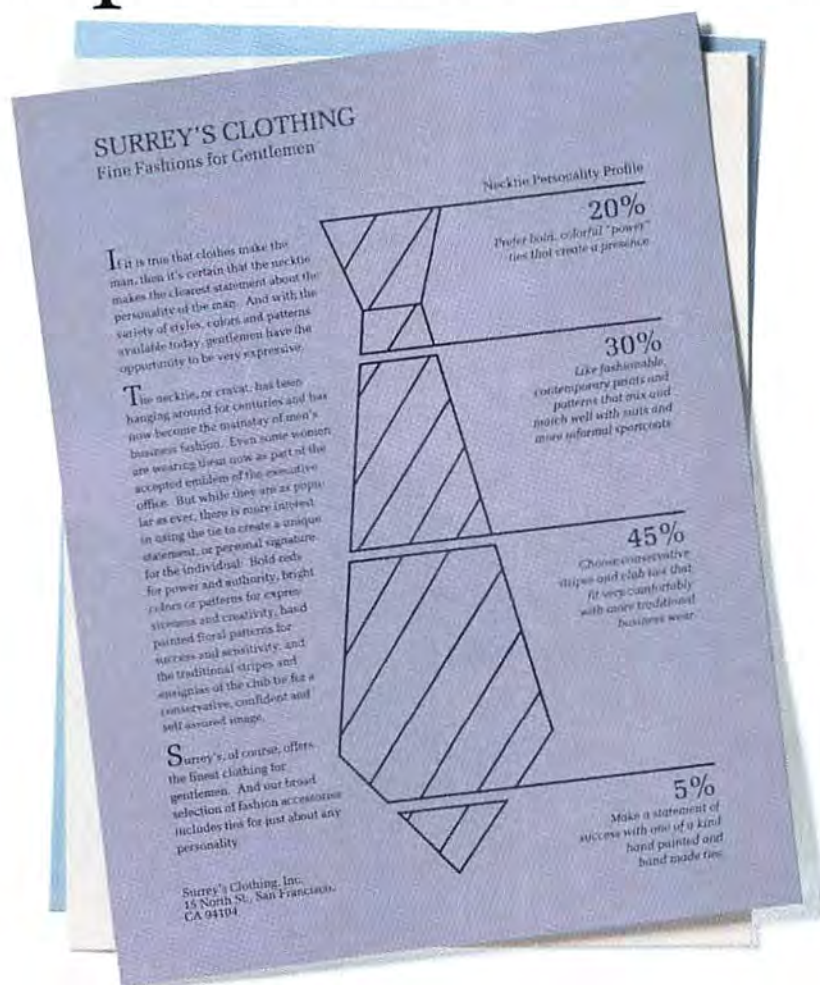 SURREY'S CLOTHING
Fine Fashions for Gentlemen
If it is true that clothes make the
man, then it's certain that the necktie
makes the clearest statement about the
personality of the man. And with the
variety of styles, colors and patterns
available today, gentlemen have the
opportunity to be very expressive.
The necktie, or cravat, has been
hanging around for centuries and has
now become the mainstay of men's
business fashion. Even some women
are wearing them now as part of the
accepted emblem of the executive
office. But while they are as popu-
lar as ever, there is more interest
in using the tie to create a unique
statement, or personal signature
for the individual. Bold reds
for power and authority, bright
colors or patterns for expres-
siveness and creativity, hand
painted floral patterns for
success and sensitivity, and
the traditional stripes and
ensignias of the club tie for a
conservative, confident and
self assured image.
Surrey's, of course, offers
the finest clothing for
gentlemen. And our broad
selection of fashion accessories
includes ties for just about any
personality.
Surrey's Clothing, Inc.
15 North St., San Francisco,
CA 94104
Necktie Personality Profile
20%
Prefer bold, colorful "power"
ties that create a presence
30%
Like fashionable,
contemporary prints and
patterns that mix and
match well with suits and
more informal sportcoats
45%
Choose conservative
stripes and club ties that
fit very comfortably
with more traditional
business wear
5%
Make a statement of
success with one of a kind
hand painted and
hand made ties